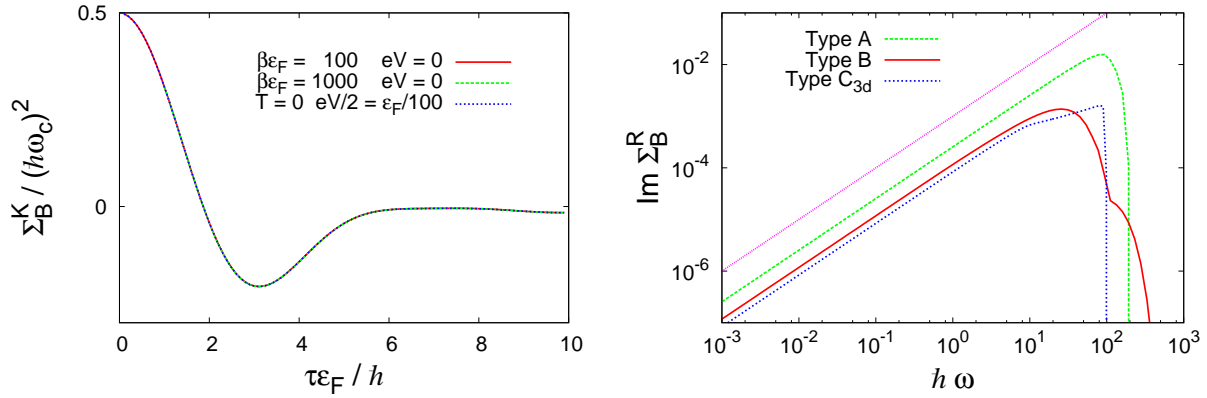 0.5
0
Σ_B^K / (ħω_c)^2
βε_F = 100 eV = 0
βε_F = 1000 eV = 0
T = 0 eV/2 = ε_F/100
0 2 4 6 8 10
τε_F / ħ
10^-2
10^-4
10^-6
Im Σ_B^R
Type A
Type B
Type C_3d
10^-3 10^-2 10^-1 10^0 10^1 10^2 10^3
ħ ω